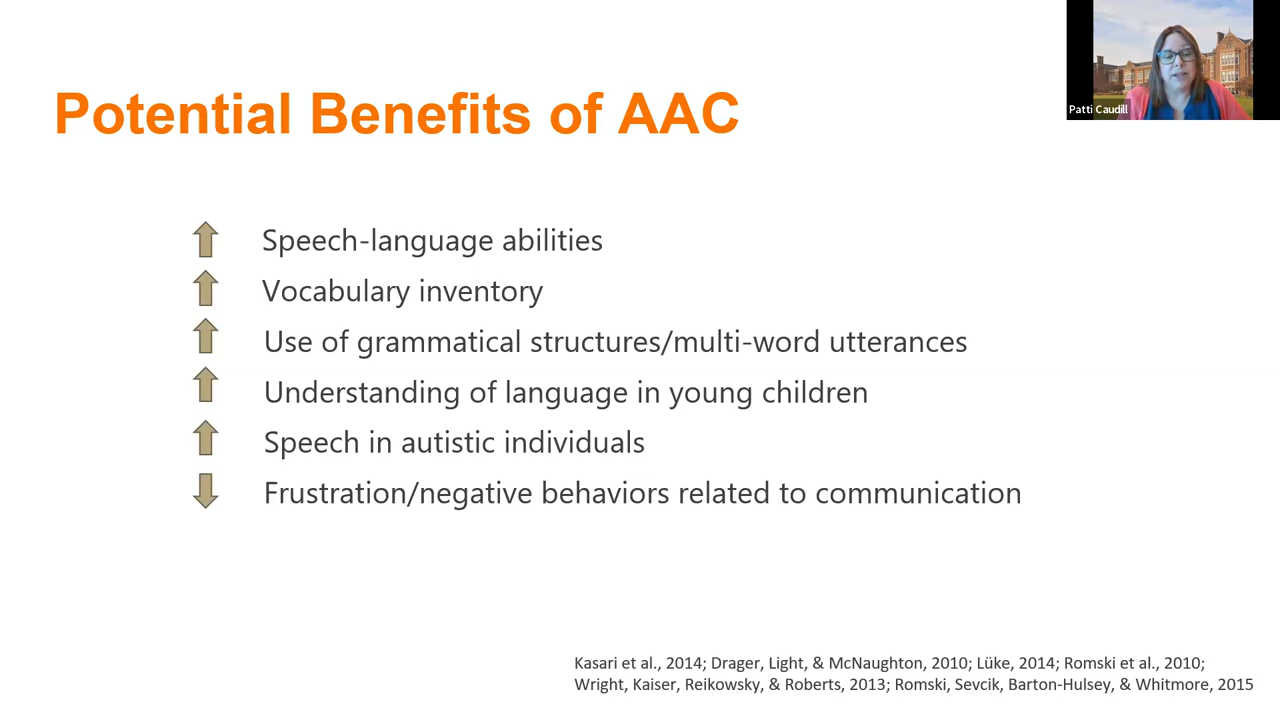 Potential Benefits of AAC
Patti Caudill
Speech-language abilities
Vocabulary inventory
Use of grammatical structures/multi-word utterances
Understanding of language in young children
Speech in autistic individuals
Frustration/negative behaviors related to communication
Kasari et al., 2014; Drager, Light, & McNaughton, 2010; Lüke, 2014; Romski et al., 2010;
Wright, Kaiser, Reikowsky, & Roberts, 2013; Romski, Sevcik, Barton-Hulsey, & Whitmore, 2015